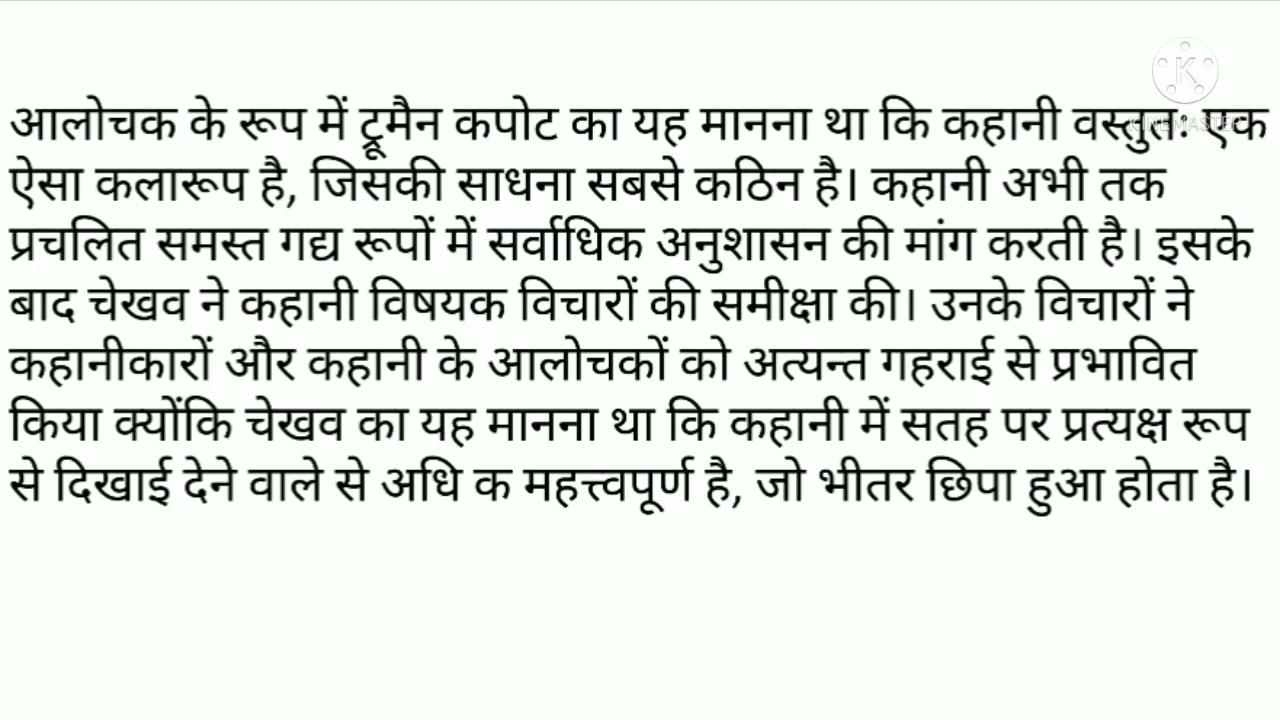 आलोचक के रूप में ट्रूमैन कपोट का यह मानना था कि कहानी वस्तुतः एक
ऐसा कलारूप है, जिसकी साधना सबसे कठिन है। कहानी अभी तक
प्रचलित समस्त गद्य रूपों में सर्वाधिक अनुशासन की मांग करती है। इसके
बाद चेखव ने कहानी विषयक विचारों की समीक्षा की। उनके विचारों ने
कहानीकारों और कहानी के आलोचकों को अत्यन्त गहराई से प्रभावित
किया क्योंकि चेखव का यह मानना था कि कहानी में सतह पर प्रत्यक्ष रूप
से दिखाई देने वाले से अधि क महत्त्वपूर्ण है, जो भीतर छिपा हुआ होता है।
K
KINEMASTER